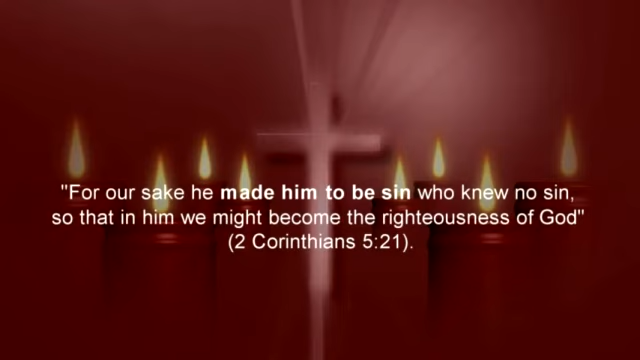 "For our sake he made him to be sin who knew no sin,
so that in him we might become the righteousness of God"
(2 Corinthians 5:21).